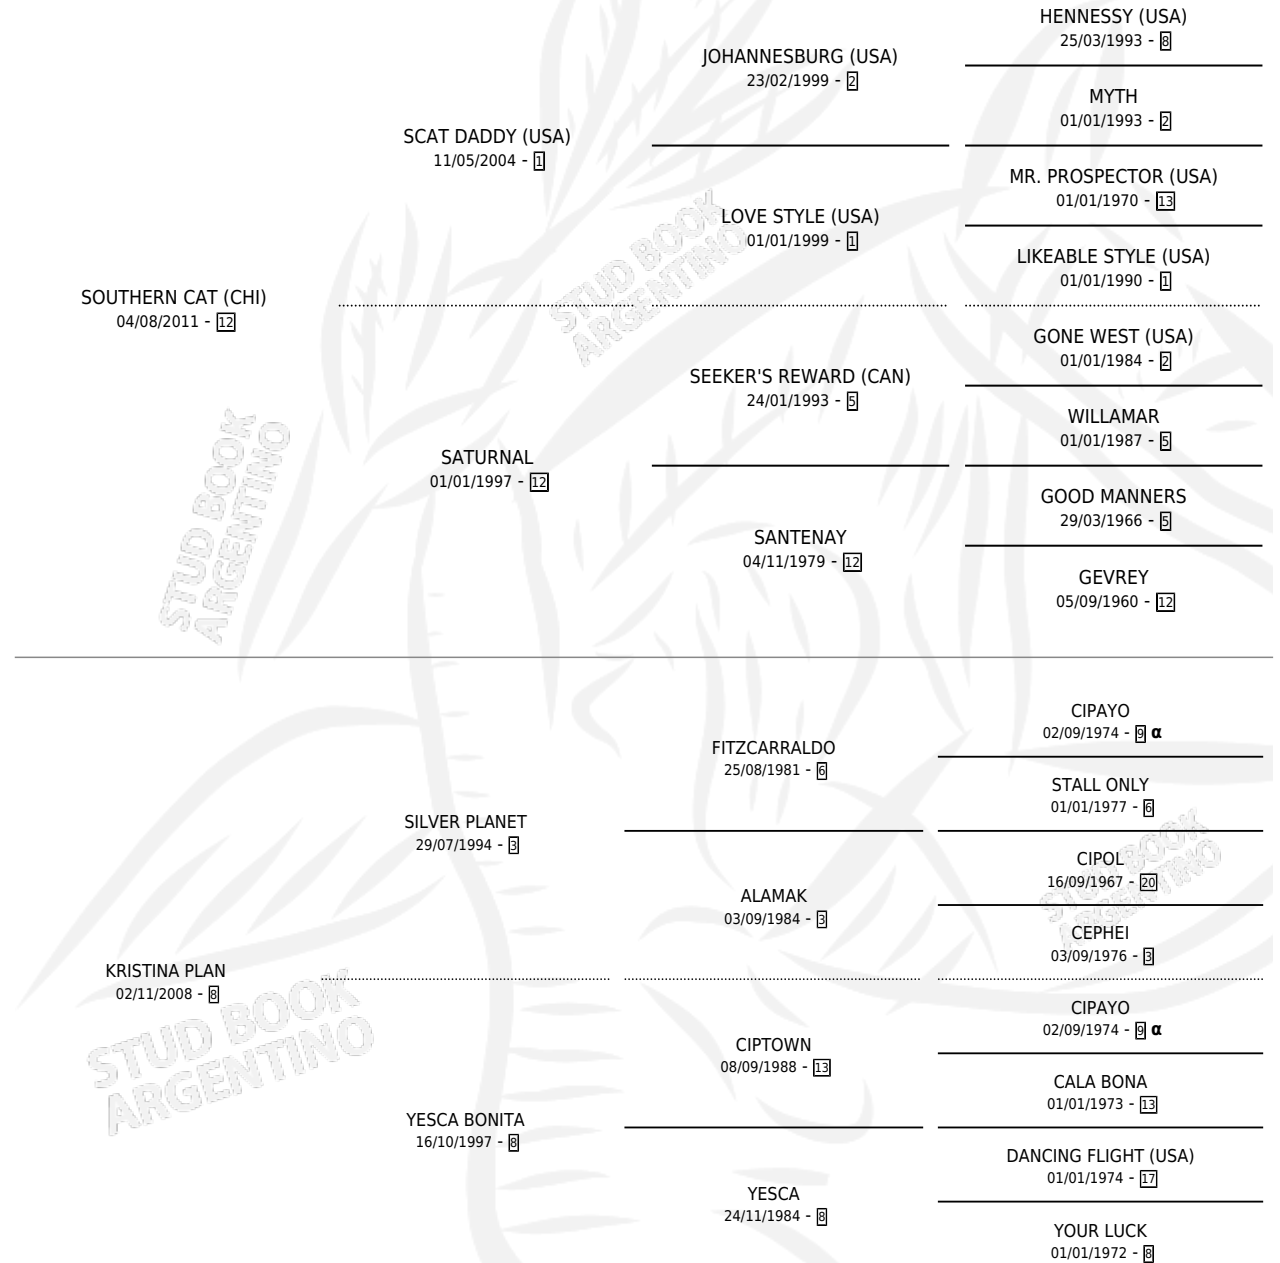 HENNESSY (USA)
25/03/1993 - 8
JOHANNESBURG (USA)
23/02/1999 - 2
MYTH
01/01/1993 - 2
SCAT DADDY (USA)
11/05/2004 - 1
MR. PROSPECTOR (USA)
01/01/1970 - 13
LOVE STYLE (USA)
01/01/1999 - 1
LIKEABLE STYLE (USA)
01/01/1990 - 1
SOUTHERN CAT (CHI)
04/08/2011 - 12
GONE WEST (USA)
01/01/1984 - 2
SEEKER'S REWARD (CAN)
24/01/1993 - 5
WILLAMAR
01/01/1987 - 5
SATURNAL
01/01/1997 - 12
GOOD MANNERS
29/03/1966 - 5
SANTENAY
04/11/1979 - 12
GEVREY
05/09/1960 - 12
CIPAYO
02/09/1974 - 9 α
FITZCARRALDO
25/08/1981 - 6
STALL ONLY
01/01/1977 - 6
SILVER PLANET
29/07/1994 - 3
CIPOL
16/09/1967 - 20
ALAMAK
03/09/1984 - 3
CEPHEI
03/09/1976 - 3
KRISTINA PLAN
02/11/2008 - 8
CIPAYO
02/09/1974 - 9 α
CIPTOWN
08/09/1988 - 13
CALA BONA
01/01/1973 - 13
YESCA BONITA
16/10/1997 - 8
DANCING FLIGHT (USA)
01/01/1974 - 17
YESCA
24/11/1984 - 8
YOUR LUCK
01/01/1972 - 8
STUD BOOK
ARGENTINO
STUD BOOK
ARGENTINO
STUD BOOK
ARGENTINO
STUD BOOK
ARGENTINO